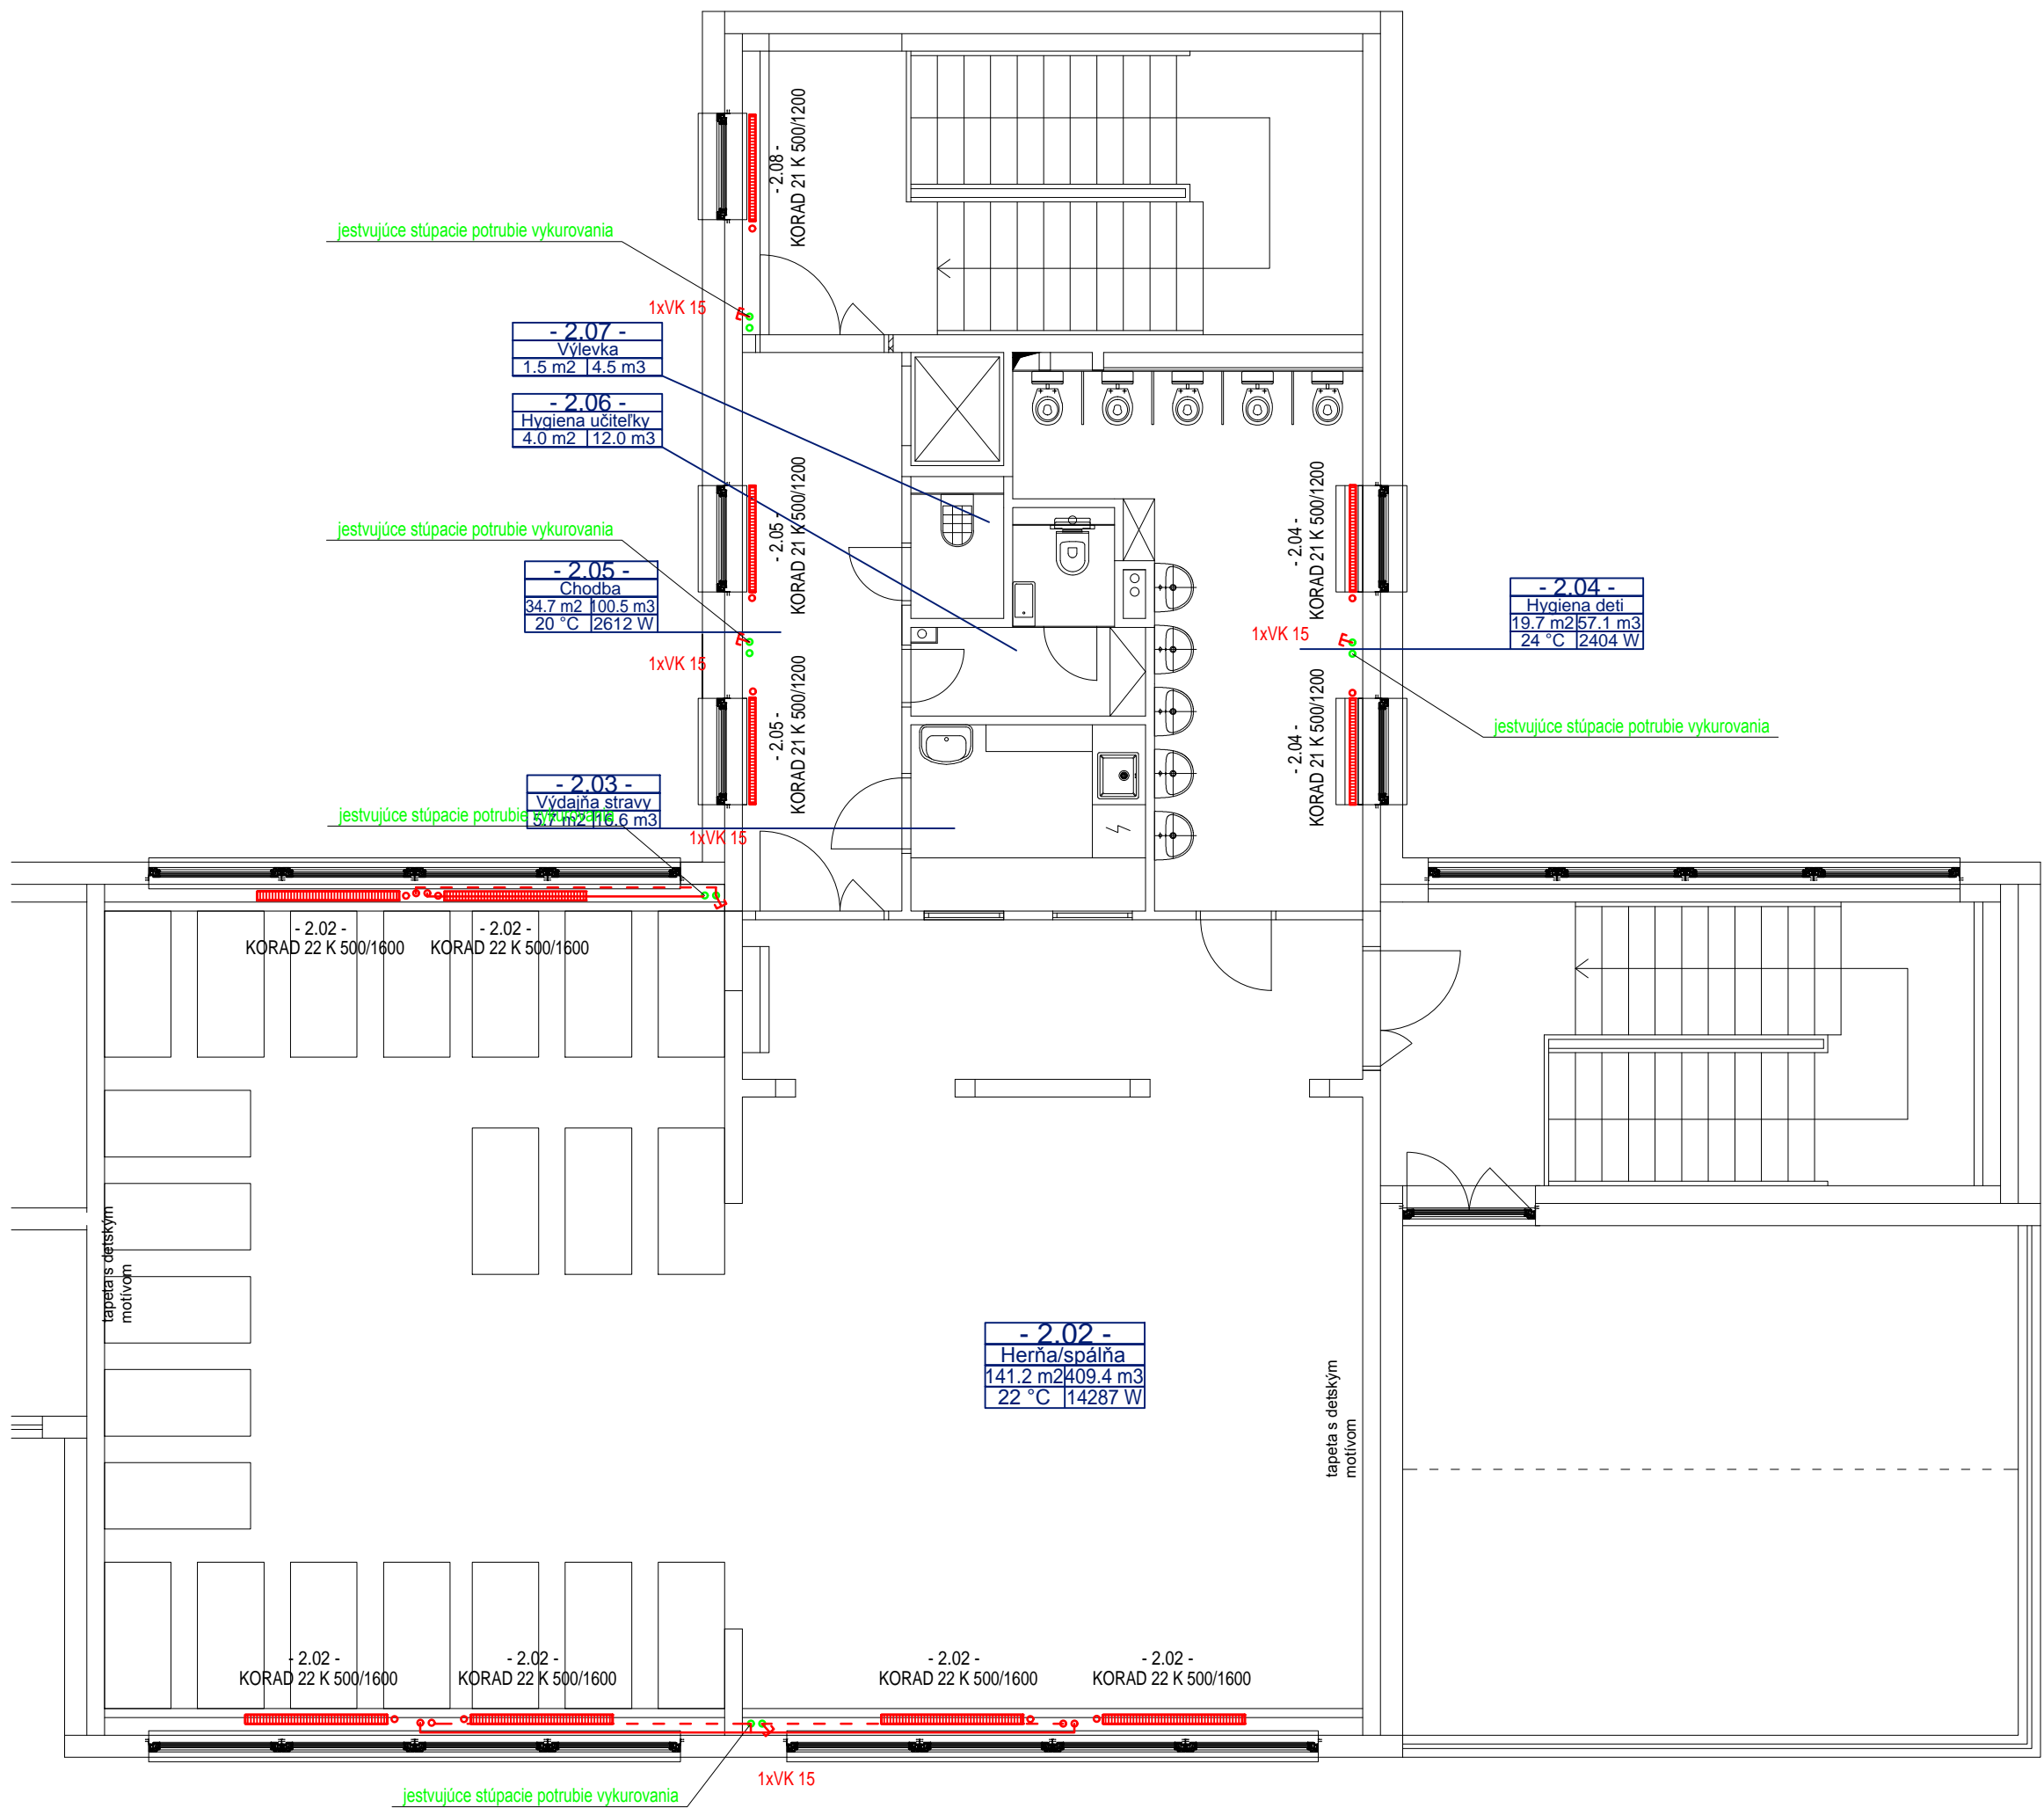 - 2.08 -
KORAD 21 K 500/1200
jestvujúce stúpacie potrubie vykurovania
1xVK 15
- 2.07 -
Výlevka
1.5 m2 4.5 m3
- 2.06 -
Hygiena učiteľky
4.0 m2 12.0 m3
- 2.05 -
KORAD 21 K 500/1200
- 2.04 -
KORAD 21 K 500/1200
jestvujúce stúpacie potrubie vykurovania
- 2.05 -
Chodba
34.7 m2 100.5 m3
20 °C 2612 W
- 2.04 -
Hygiena deti
19.7 m2 57.1 m3
24 °C 2404 W
1xVK 15
1xVK 15
- 2.05 -
KORAD 21 K 500/1200
- 2.04 -
KORAD 21 K 500/1200
jestvujúce stúpacie potrubie vykurovania
- 2.03 -
Výdajňa stravy
5.7 m2 16.6 m3
jestvujúce stúpacie potrubie vykurovania
1xVK 15
- 2.02 -
KORAD 22 K 500/1600
- 2.02 -
KORAD 22 K 500/1600
tapeta s detským
motívom
- 2.02 -
Herňa/spálňa
141.2 m2 409.4 m3
22 °C 14287 W
tapeta s detským
motívom
- 2.02 -
KORAD 22 K 500/1600
- 2.02 -
KORAD 22 K 500/1600
- 2.02 -
KORAD 22 K 500/1600
- 2.02 -
KORAD 22 K 500/1600
1xVK 15
jestvujúce stúpacie potrubie vykurovania